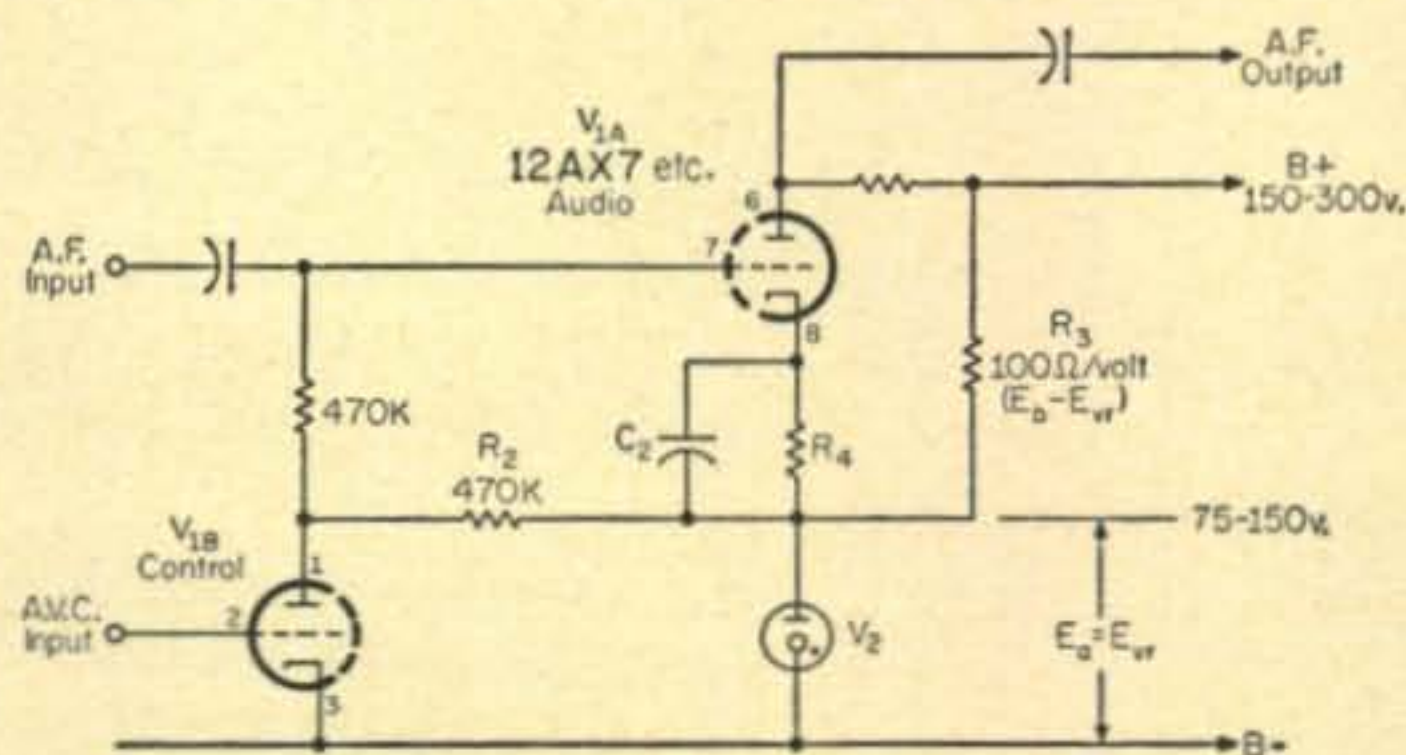 A.F.
Output
V1A
12AX7 etc.
Audio
B+
150-300v.
6
7
8
A.F.
Input
R3
100Ω/volt
(Eb-Evr)
470K
C2
R4
R2
470K
75-150v.
V1B
Control
1
A.V.C.
Input
2
3
V2
Ea=Evr
B-